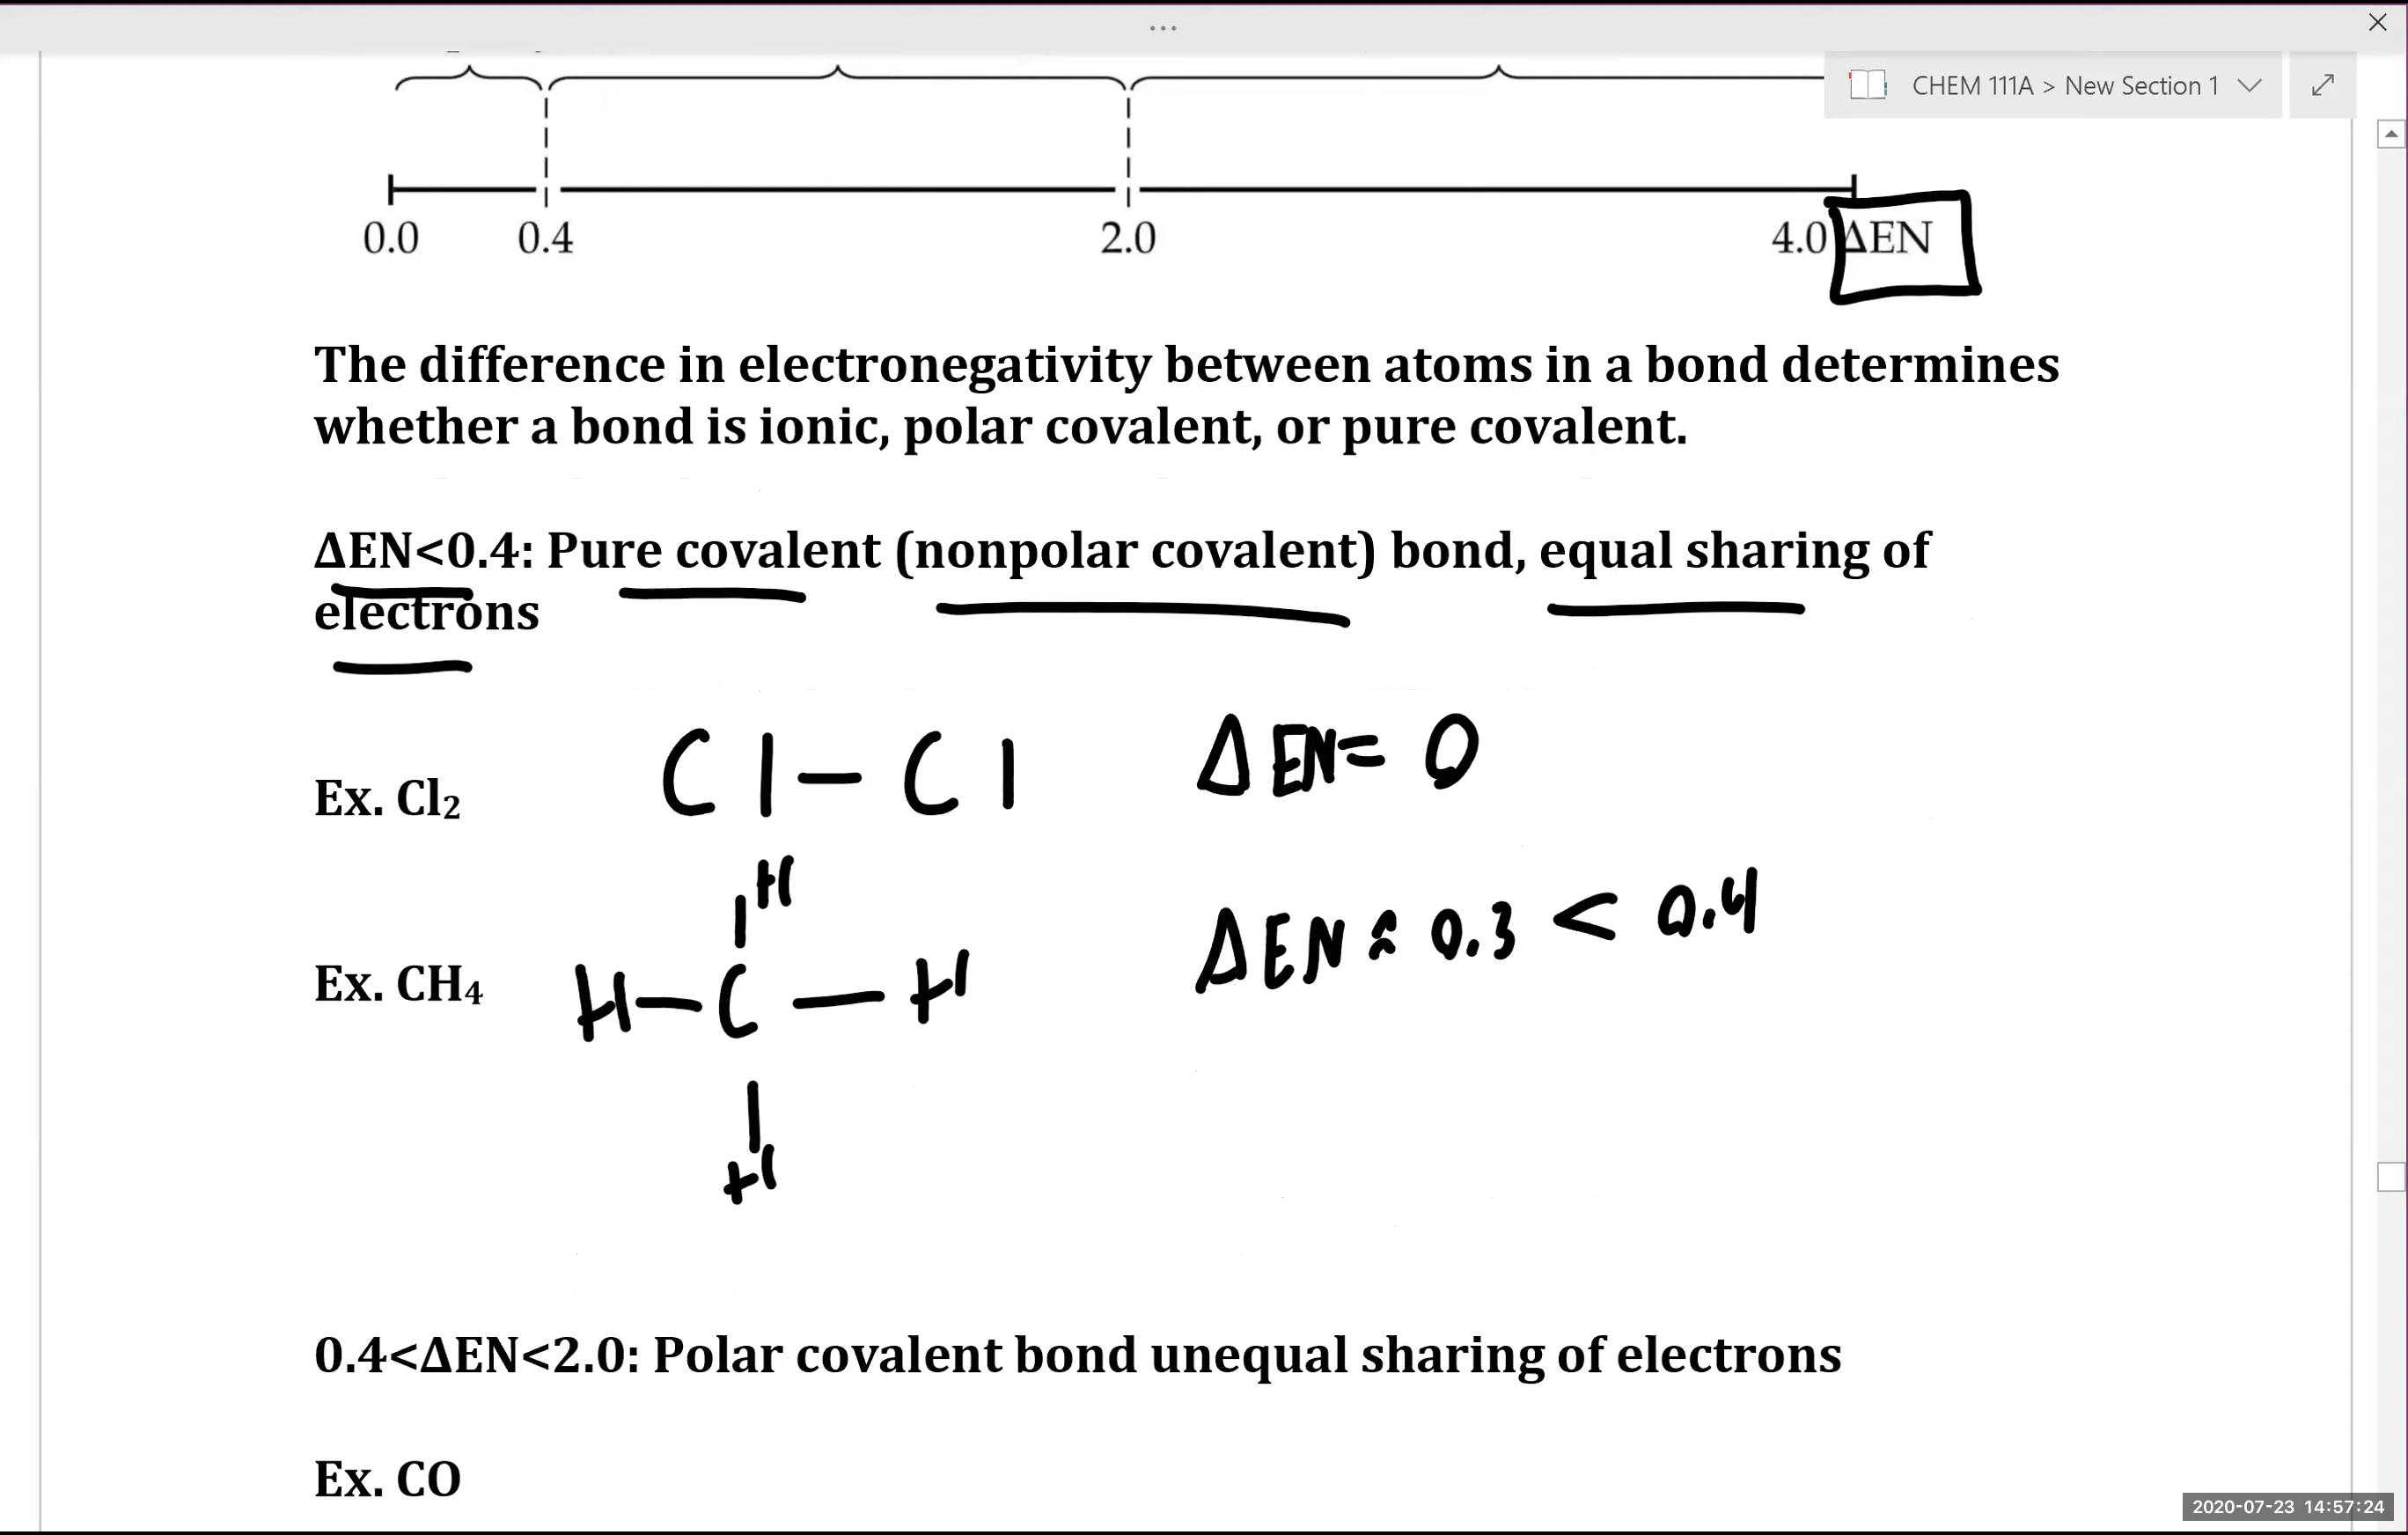 ...
CHEM 111A > New Section 1
0.0 0.4 2.0 4.0 ΔEN
The difference in electronegativity between atoms in a bond determines
whether a bond is ionic, polar covalent, or pure covalent.
ΔEN<0.4: Pure covalent (nonpolar covalent) bond, equal sharing of
electrons
Cl-Cl ΔEN= 0
Ex. Cl₂
H
ΔEN ≈ 0.3 < 0.4
Ex. CH₄ H-C-H
H
0.4<ΔEN<2.0: Polar covalent bond unequal sharing of electrons
Ex. CO
2020-07-23 14:57:24